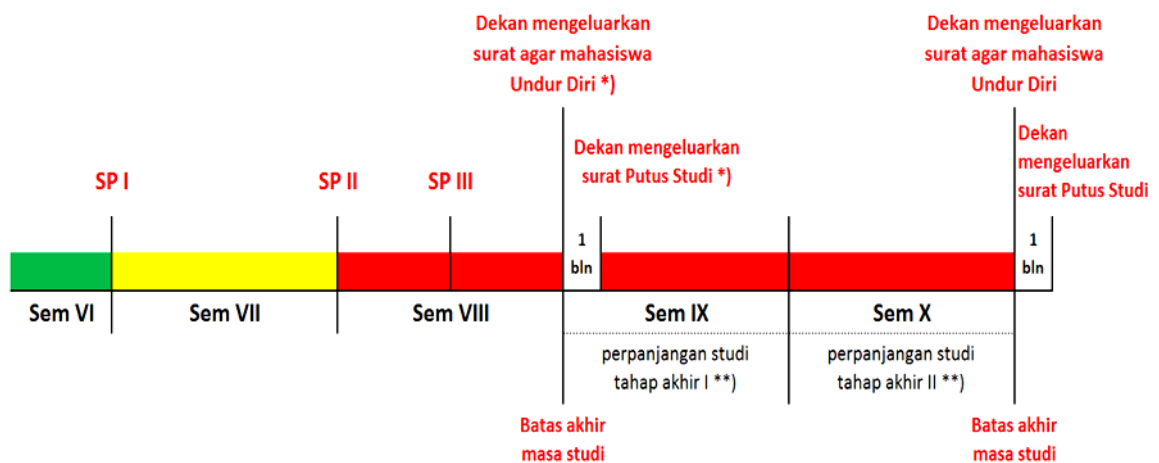 Dekan mengeluarkan
surat agar mahasiswa
Undur Diri *)
Dekan mengeluarkan
surat agar mahasiswa
Undur Diri
Dekan mengeluarkan
surat Putus Studi *)
Dekan
mengeluarkan
surat Putus Studi
SP I
SP II
SP III
1
bln
1
bln
Sem VI
Sem VII
Sem VIII
Sem IX
Sem X
perpanjangan studi
tahap akhir I **)
perpanjangan studi
tahap akhir II **)
Batas akhir
masa studi
Batas akhir
masa studi